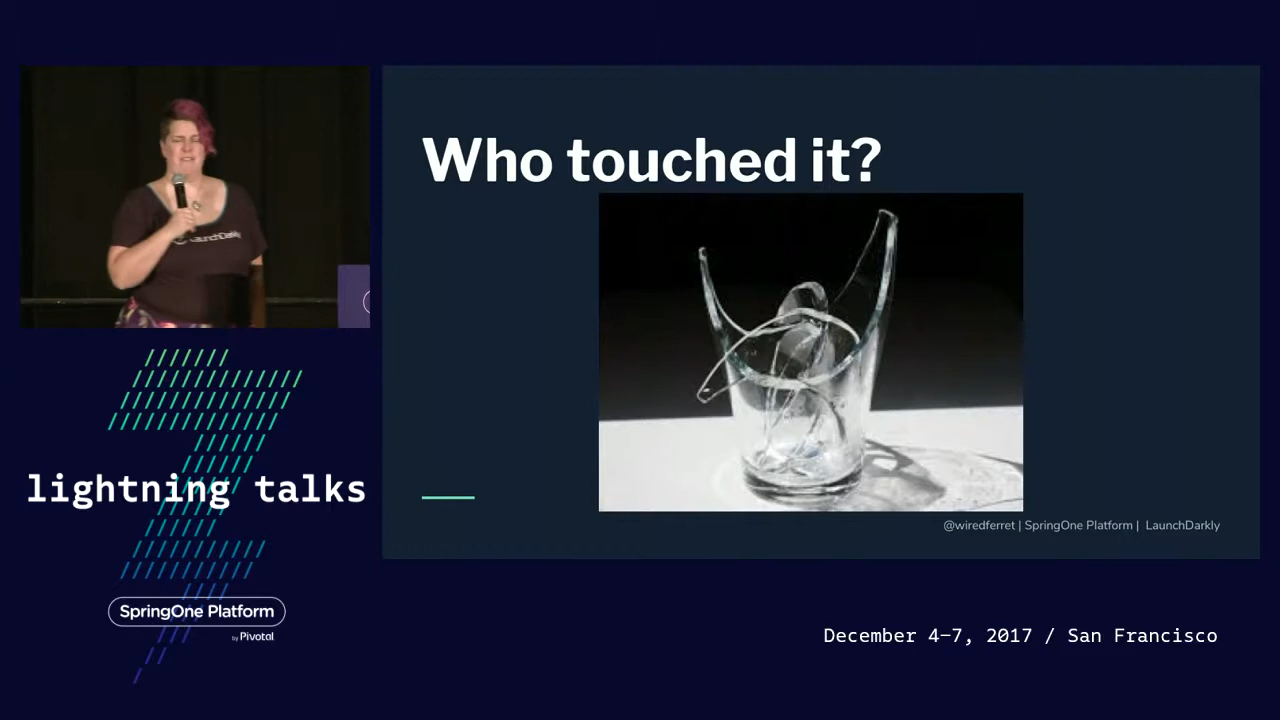 Who touched it?
LaunchDarkly
@wiredferret | SpringOne Platform | LaunchDarkly
lightning talks
SpringOne Platform
by Pivotal
December 4–7, 2017 / San Francisco